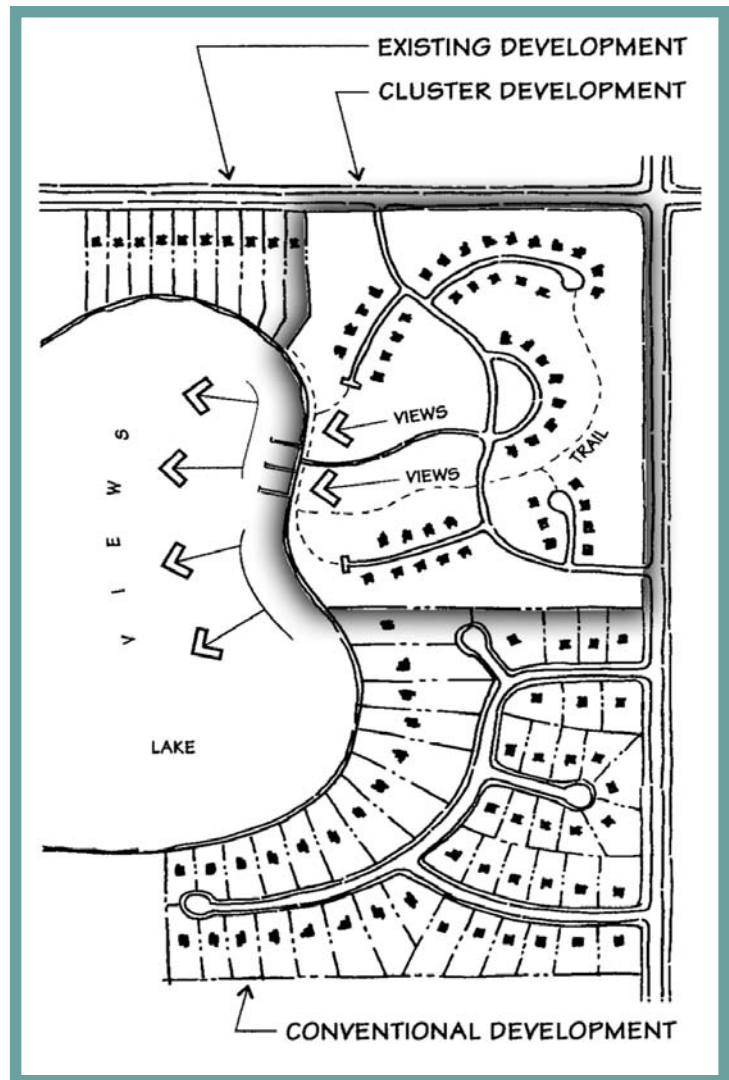 EXISTING DEVELOPMENT
CLUSTER DEVELOPMENT
VIEWS
VIEWS
TRAIL
VIEWS
LAKE
CONVENTIONAL DEVELOPMENT